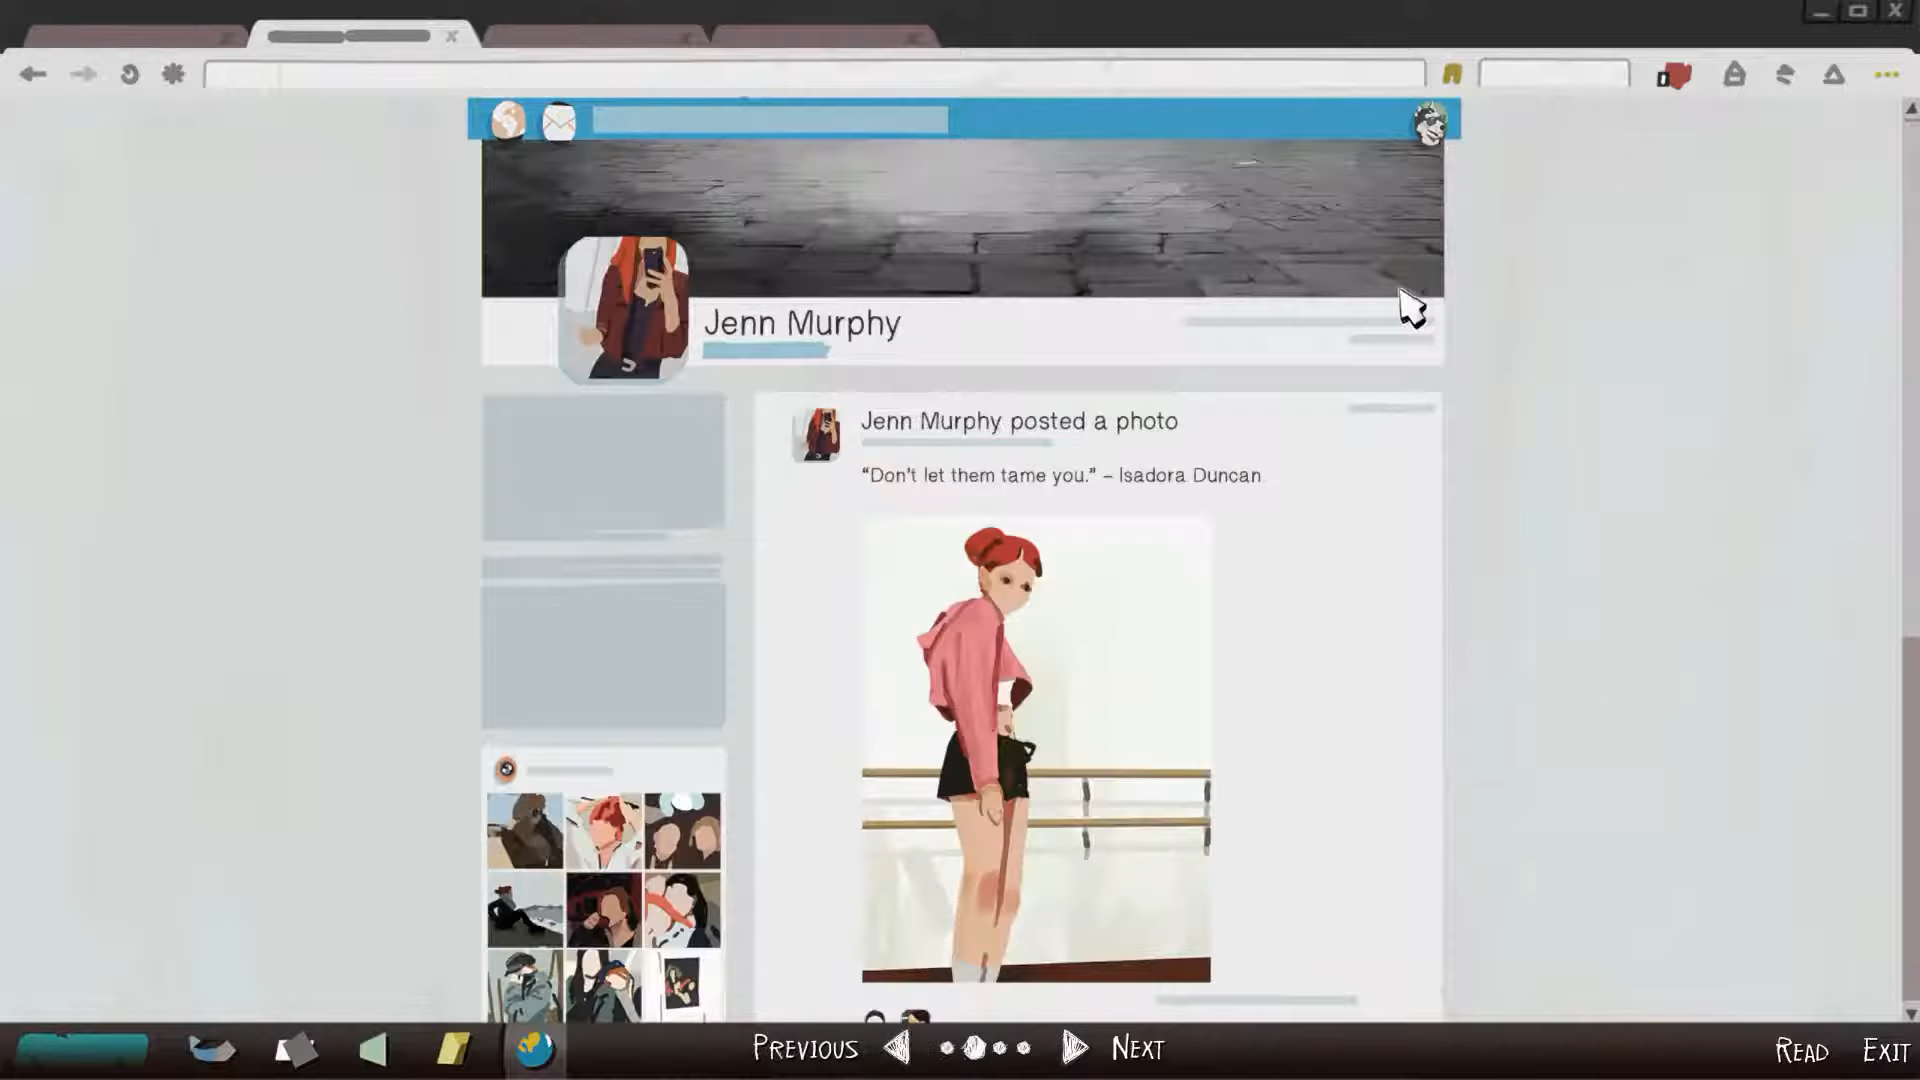 Jenn Murphy
Jenn Murphy posted a photo
“Don't let them tame you.” – Isadora Duncan
PREVIOUS
NEXT
READ
EXIT